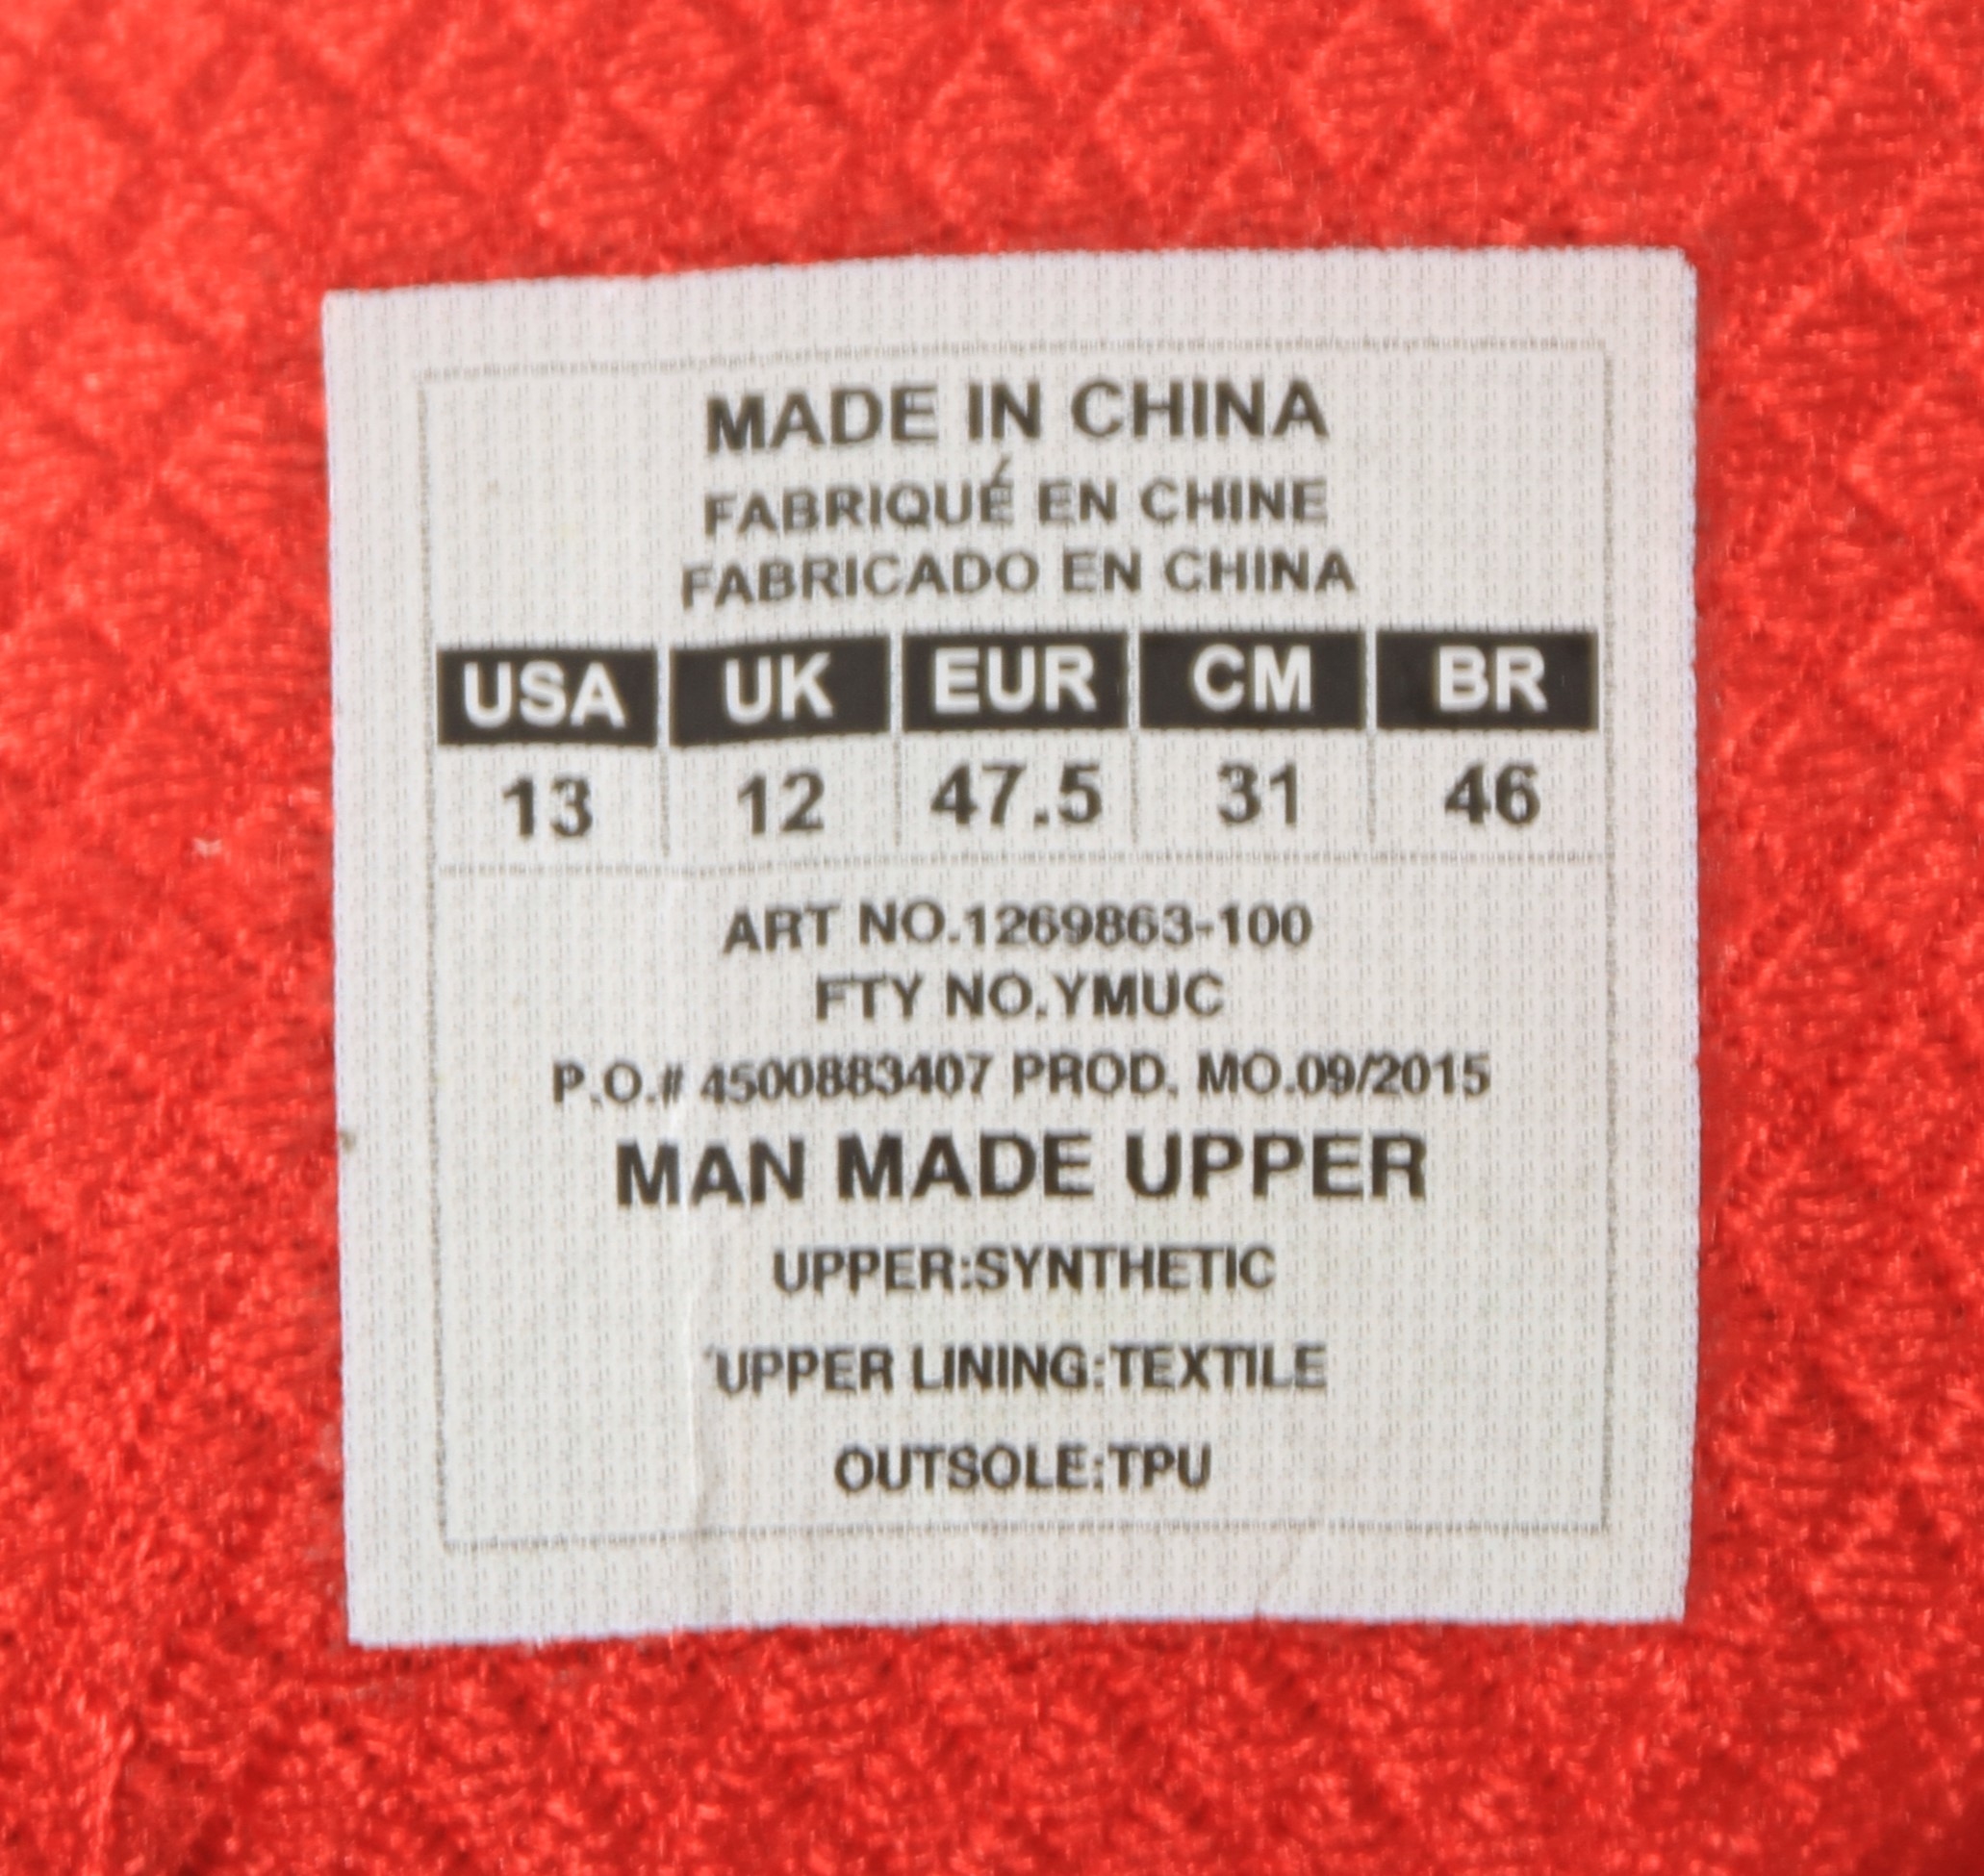 MADE IN CHINA
FABRIQUÉ EN CHINE
FABRICADO EN CHINA
USA UK EUR CM BR
13 12 47.5 31 46
ART NO.1269863-100
FTY NO.YMUC
P.O.# 4500883407 PROD. MO.09/2015
MAN MADE UPPER
UPPER:SYNTHETIC
UPPER LINING:TEXTILE
OUTSOLE:TPU